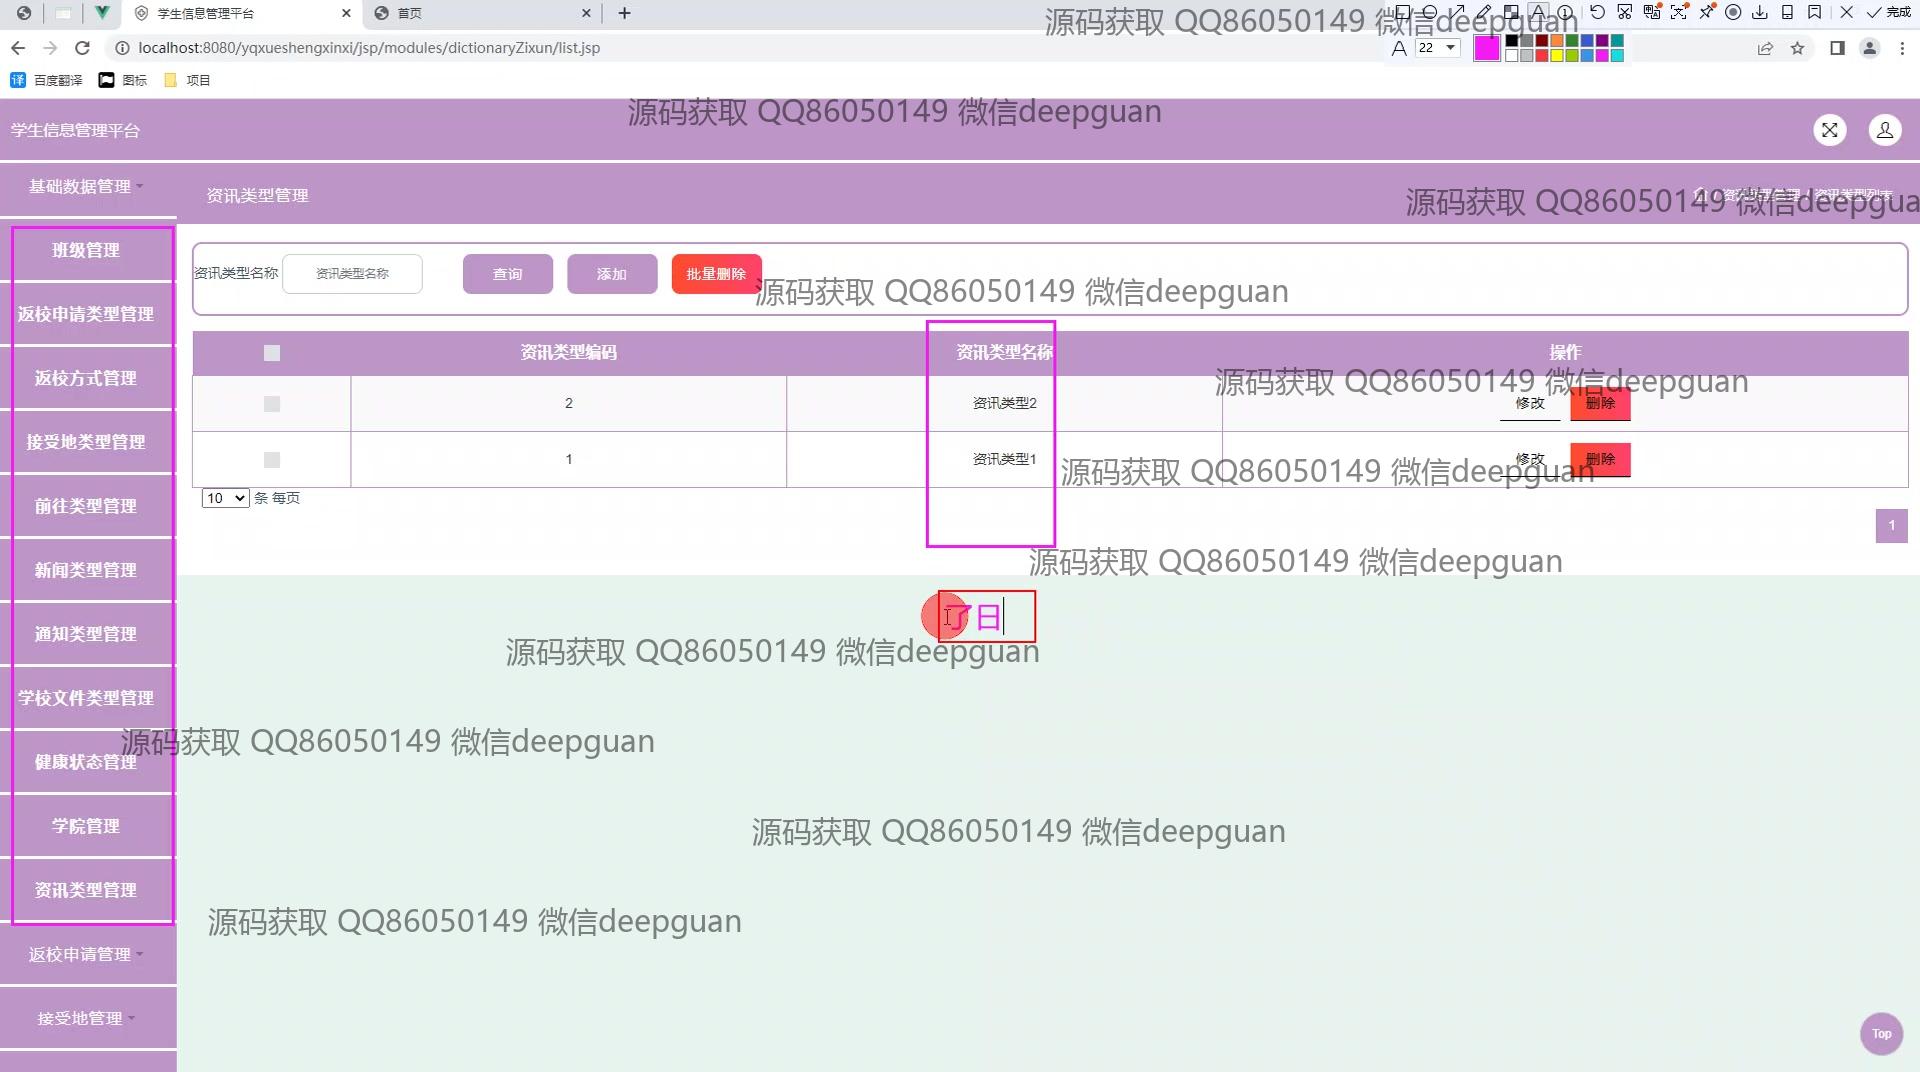 学生信息管理平台
首页
源码获取 QQ86050149 微信deepguan
完成
localhost:8080/yqxueshengxinxi/jsp/modules/dictionaryZixun/list.jsp
22
百度翻译
图标
项目
源码获取 QQ86050149 微信deepguan
学生信息管理平台
基础数据管理
资讯类型管理
资讯类型管理 / 资讯类型列表
源码获取 QQ86050149 微信deepgua
班级管理
资讯类型名称
资讯类型名称
查询
添加
批量删除
源码获取 QQ86050149 微信deepguan
返校申请类型管理
资讯类型编码
资讯类型名称
操作
返校方式管理
源码获取 QQ86050149 微信deepguan
2
资讯类型2
修改
删除
接受地类型管理
1
资讯类型1
修改
删除
源码获取 QQ86050149 微信deepguan
10
条 每页
前往类型管理
1
源码获取 QQ86050149 微信deepguan
新闻类型管理
了日
通知类型管理
源码获取 QQ86050149 微信deepguan
学校文件类型管理
源码获取 QQ86050149 微信deepguan
健康状态管理
学院管理
源码获取 QQ86050149 微信deepguan
资讯类型管理
源码获取 QQ86050149 微信deepguan
返校申请管理
接受地管理
Top